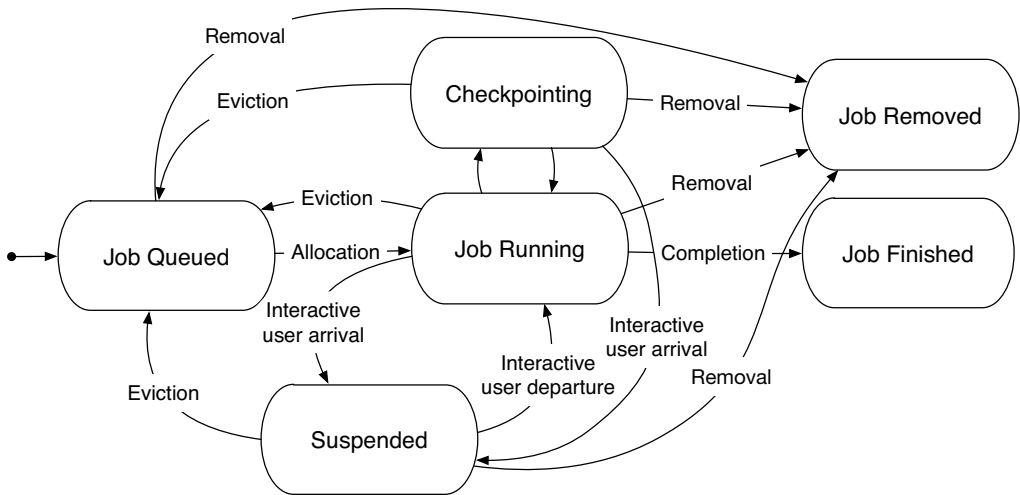 Removal
Checkpointing
Eviction
Removal
Job Removed
Removal
Eviction
Job Queued
Allocation
Job Running
Completion
Job Finished
Interactive
user arrival
Interactive
user arrival
Interactive
user departure
Removal
Eviction
Suspended